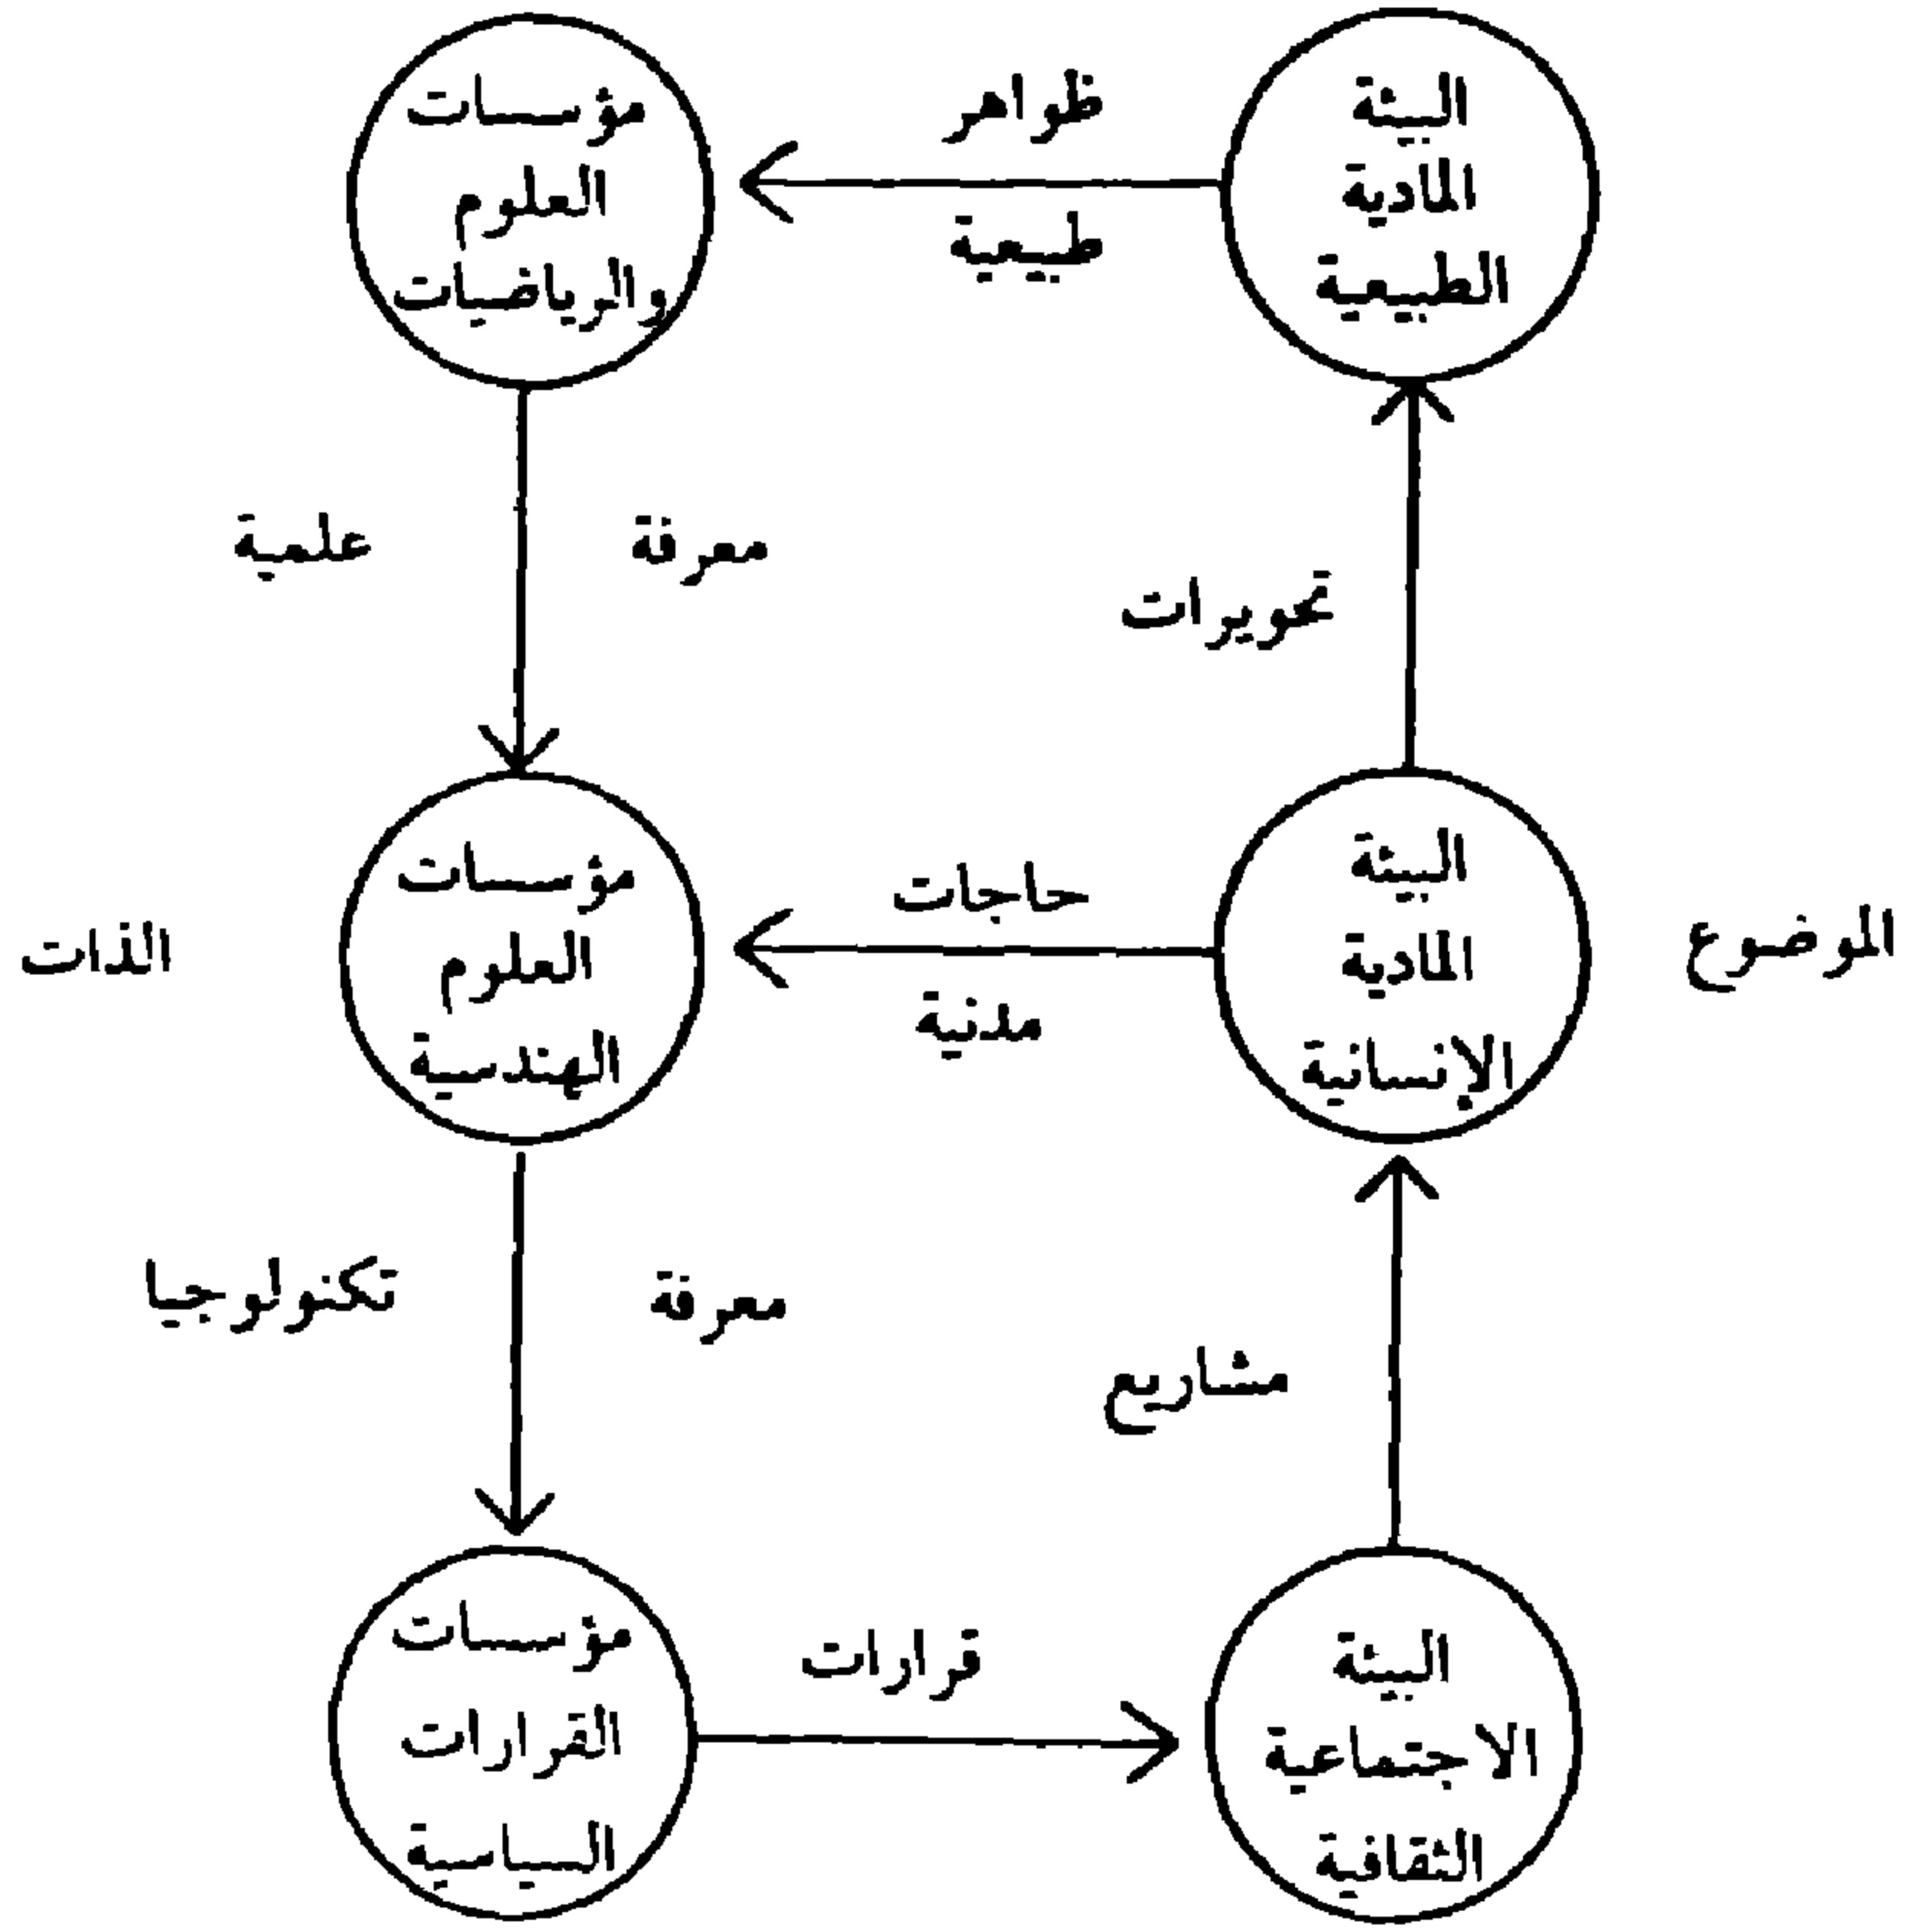 البيئة
المادية
الطبيعية
ظواهر
طبيعية
مؤسسات
العلوم
والرياضيات
تحويرات
معرفة
علمية
الموضوع
البيئة
المادية
الإنسانية
حاجات
مدنية
مؤسسات
العلوم
الهندسية
الذات
مشاريع
معرفة
تكنولوجيا
البيئة
الاجتماعية
الثقافية
قرارات
مؤسسات
القرارات
السياسية